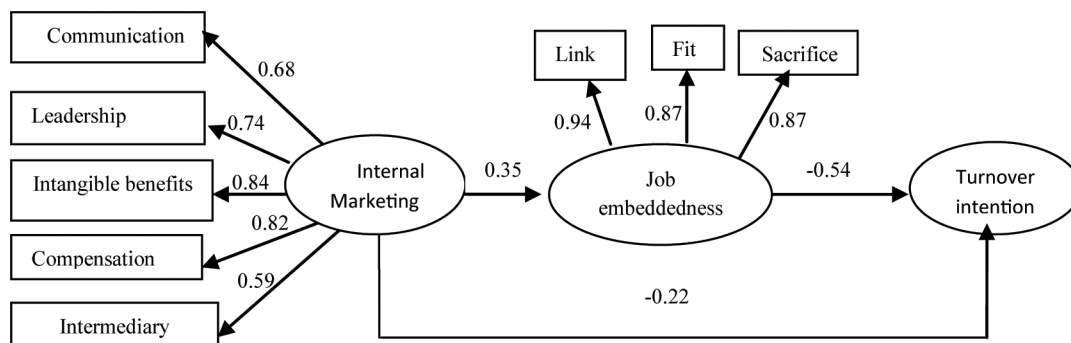 Communication
Leadership
Intangible benefits
Compensation
Intermediary
0.68
0.74
0.84
0.82
0.59
Internal
Marketing
0.35
Link
Fit
Sacrifice
0.94
0.87
0.87
Job
embeddedness
-0.54
Turnover
intention
-0.22